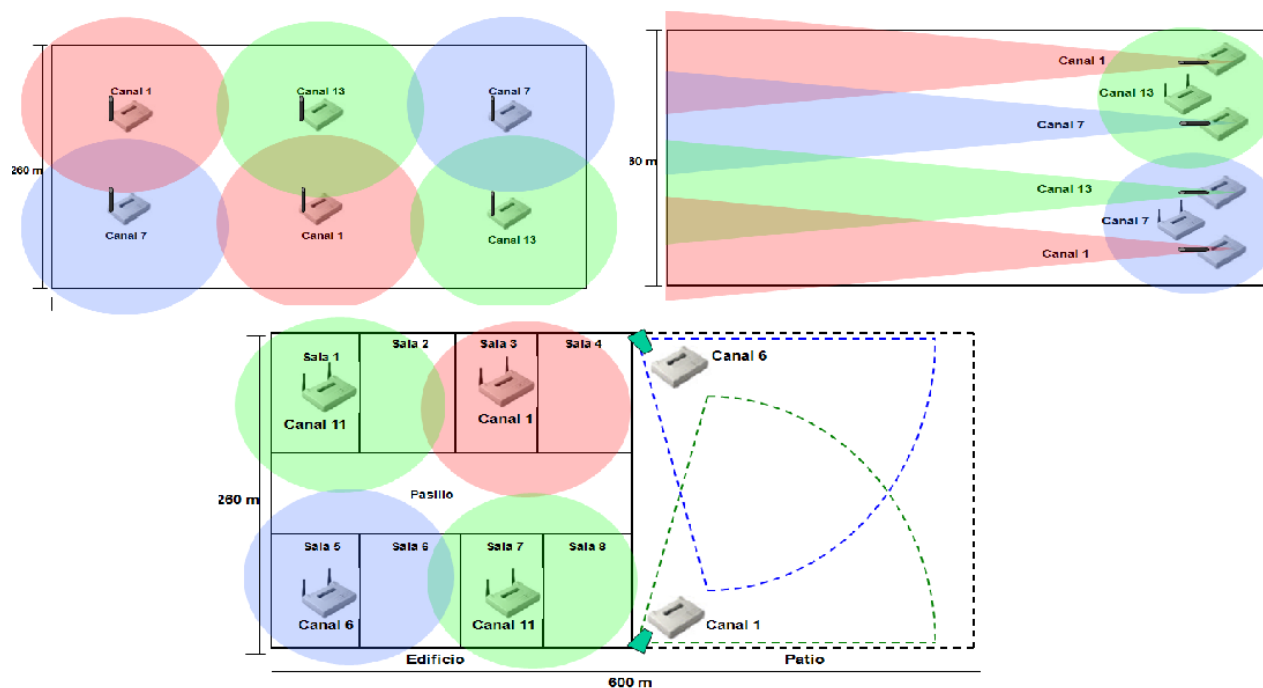 Canal 1
Canal 13
Canal 7
260 m
Canal 7
Canal 1
Canal 13
Canal 1
Canal 13
Canal 7
80 m
Canal 13
Canal 7
Canal 1
Sala 1
Sala 2
Sala 3
Sala 4
Canal 6
Canal 11
Canal 1
260 m
Pasillo
Sala 5
Sala 6
Sala 7
Sala 8
Canal 6
Canal 11
Canal 1
Edificio
Patio
600 m